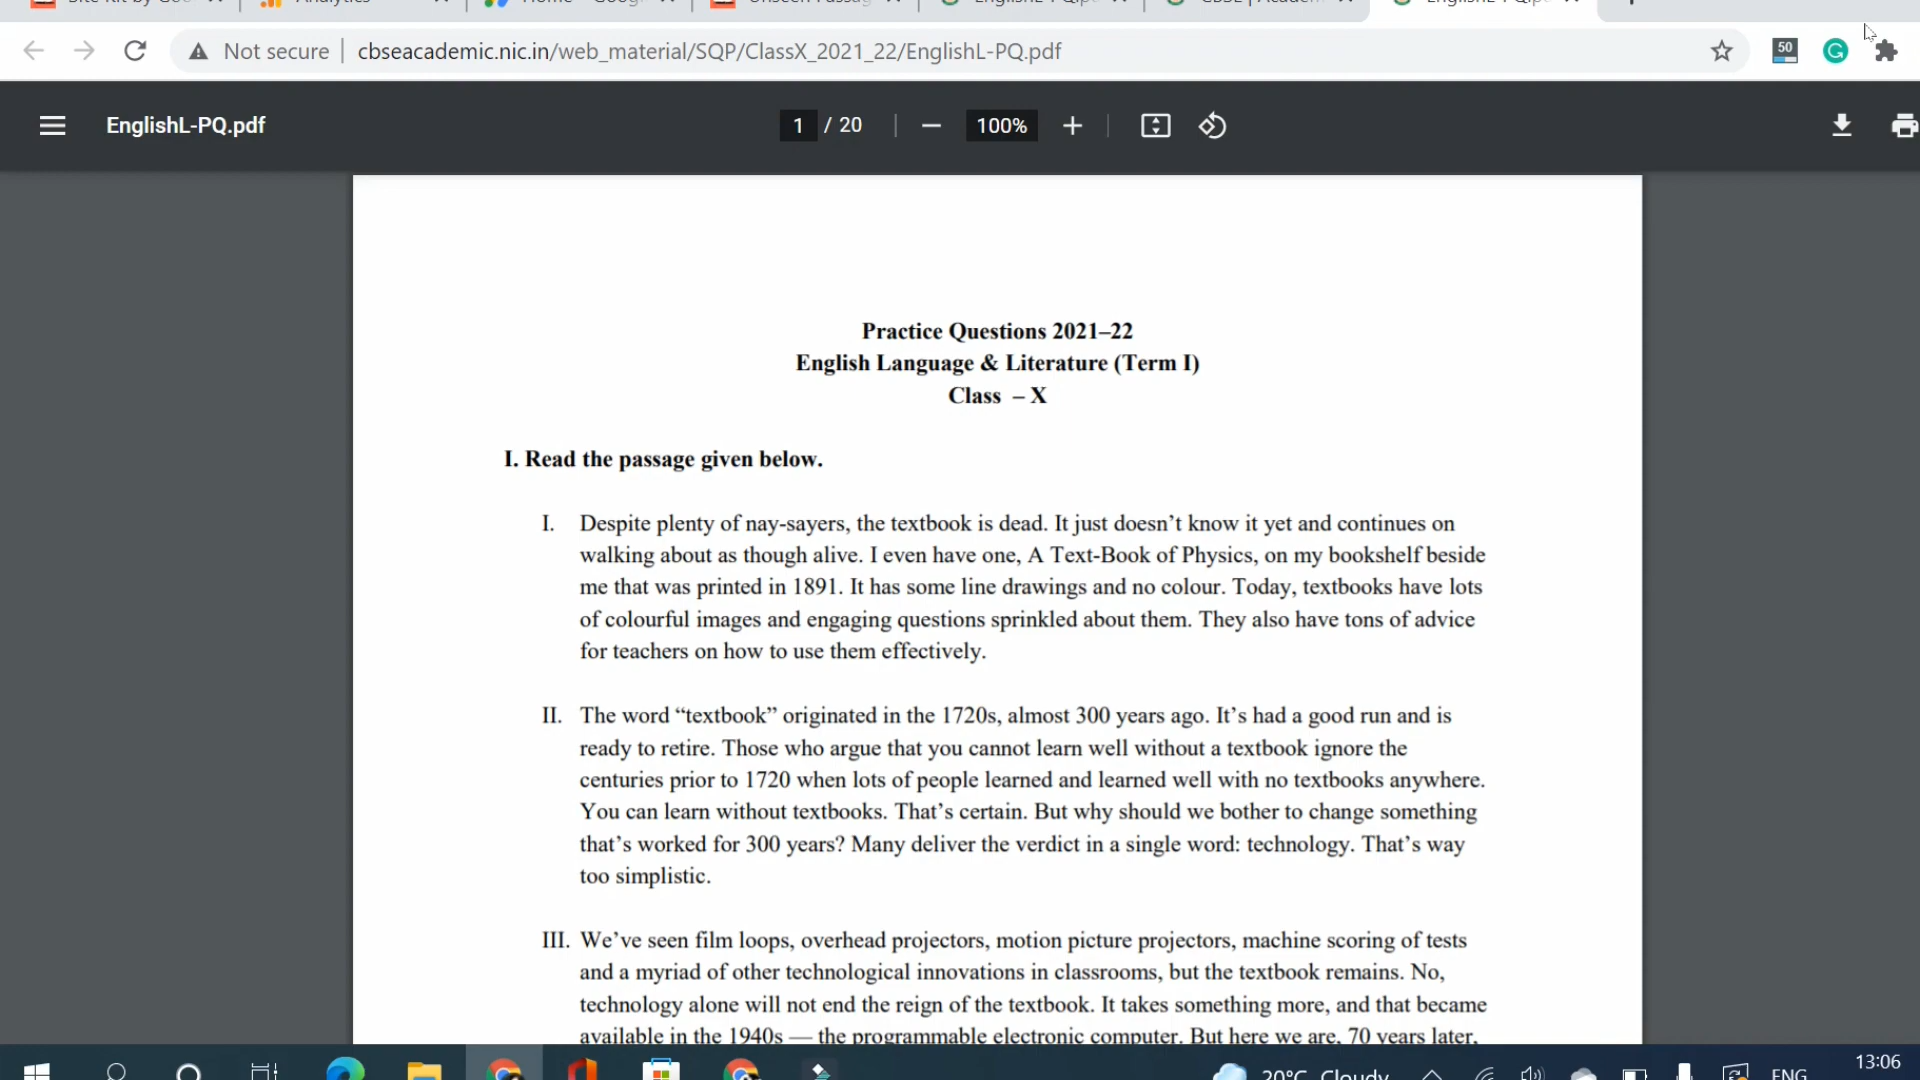 Analytics
Not secure | cbseacademic.nic.in/web_material/SQP/ClassX_2021_22/EnglishL-PQ.pdf
50
EnglishL-PQ.pdf
1 / 20
100%
Practice Questions 2021–22
English Language & Literature (Term I)
Class – X
I. Read the passage given below.
I. Despite plenty of nay-sayers, the textbook is dead. It just doesn’t know it yet and continues on
walking about as though alive. I even have one, A Text-Book of Physics, on my bookshelf beside
me that was printed in 1891. It has some line drawings and no colour. Today, textbooks have lots
of colourful images and engaging questions sprinkled about them. They also have tons of advice
for teachers on how to use them effectively.
II. The word “textbook” originated in the 1720s, almost 300 years ago. It’s had a good run and is
ready to retire. Those who argue that you cannot learn well without a textbook ignore the
centuries prior to 1720 when lots of people learned and learned well with no textbooks anywhere.
You can learn without textbooks. That’s certain. But why should we bother to change something
that’s worked for 300 years? Many deliver the verdict in a single word: technology. That’s way
too simplistic.
III. We’ve seen film loops, overhead projectors, motion picture projectors, machine scoring of tests
and a myriad of other technological innovations in classrooms, but the textbook remains. No,
technology alone will not end the reign of the textbook. It takes something more, and that became
available in the 1940s — the programmable electronic computer. But here we are, 70 years later,
20°C Cloudy
ENG
13:06